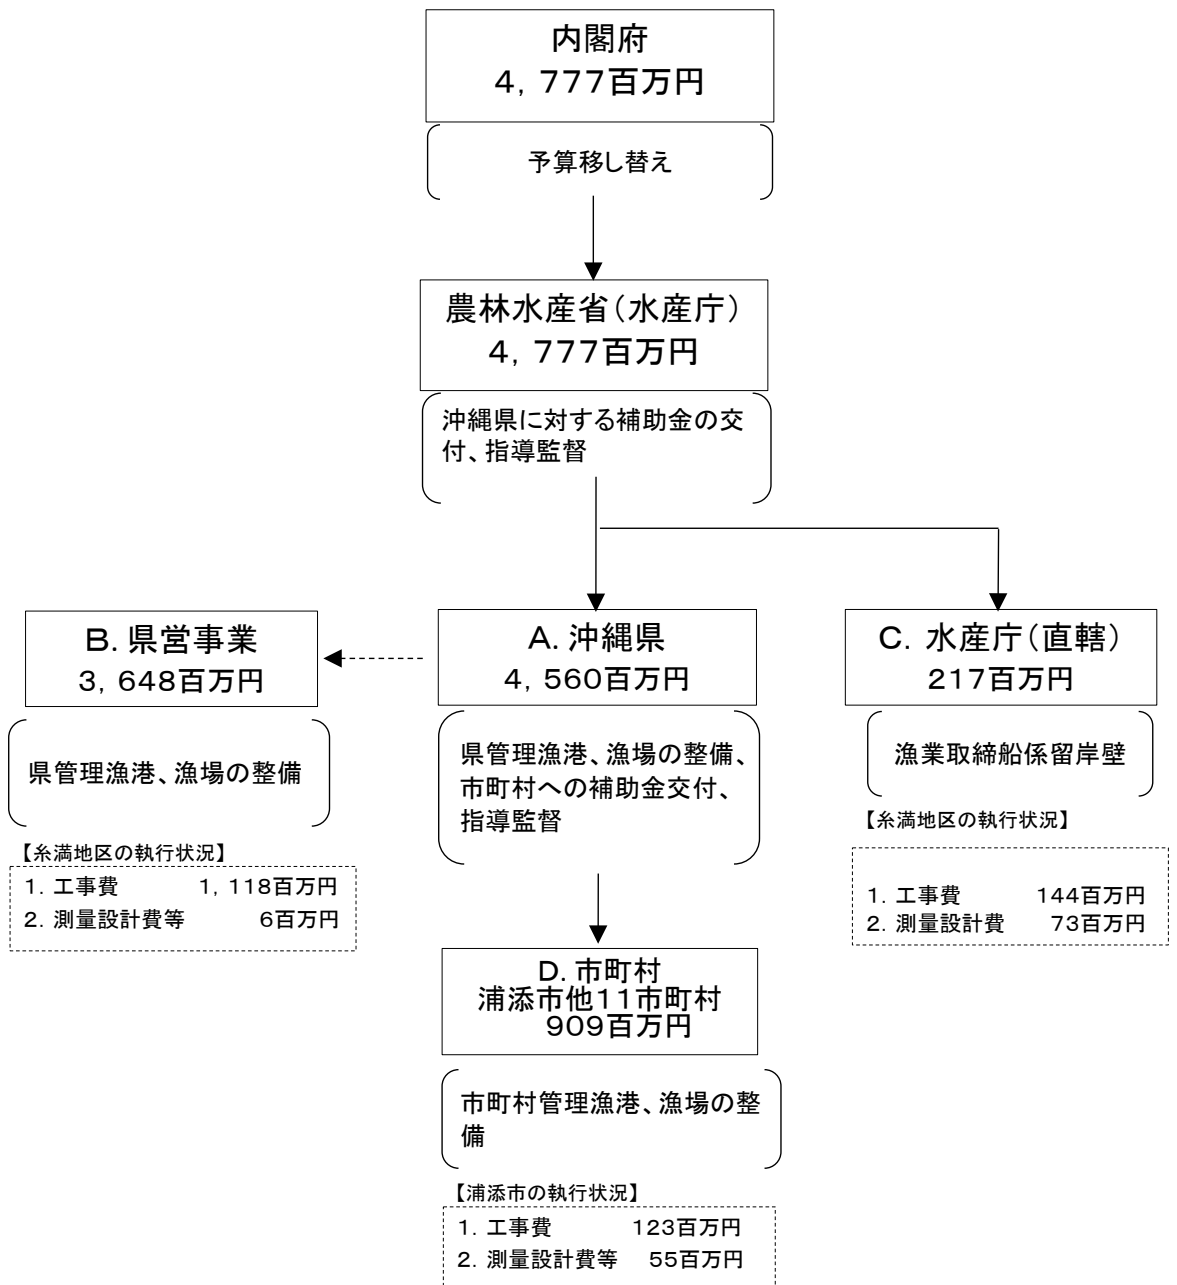 内閣府
4，777百万円
予算移し替え
農林水産省（水産庁）
4，777百万円
沖縄県に対する補助金の交
付、指導監督
B．県営事業
3，648百万円
県管理漁港、漁場の整備
【糸満地区の執行状況】
1．工事費 1，118百万円
2．測量設計費等 6百万円
A．沖縄県
4，560百万円
県管理漁港、漁場の整備、
市町村への補助金交付、
指導監督
C．水産庁（直轄）
217百万円
漁業取締船係留岸壁
【糸満地区の執行状況】
1．工事費 144百万円
2．測量設計費 73百万円
D．市町村
浦添市他11市町村
909百万円
市町村管理漁港、漁場の整
備
【浦添市の執行状況】
1．工事費 123百万円
2．測量設計費等 55百万円